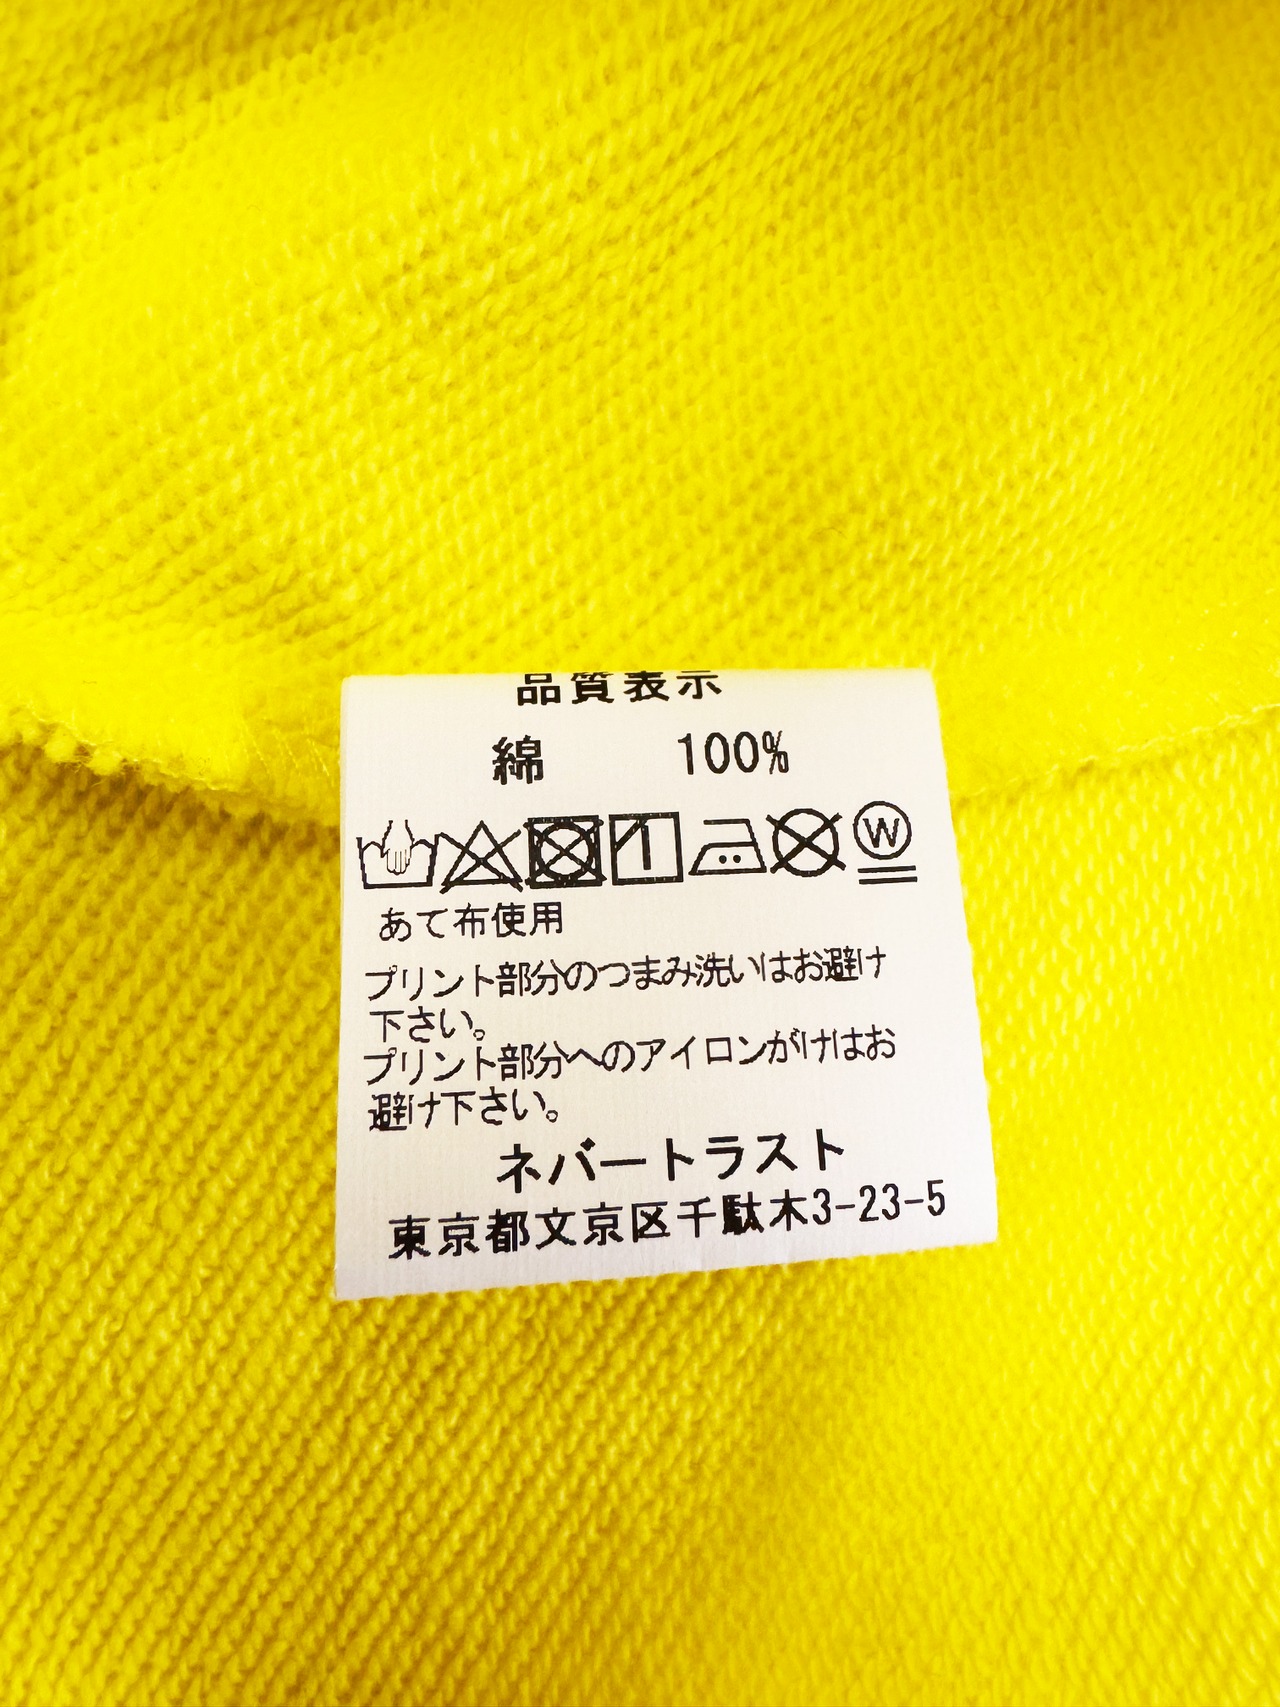 品質表示
綿 100%
W
あて布使用
プリント部分のつまみ洗いはお避け
下さい。
プリント部分へのアイロンがけはお
避け下さい。
ネバートラスト
東京都文京区千駄木3-23-5